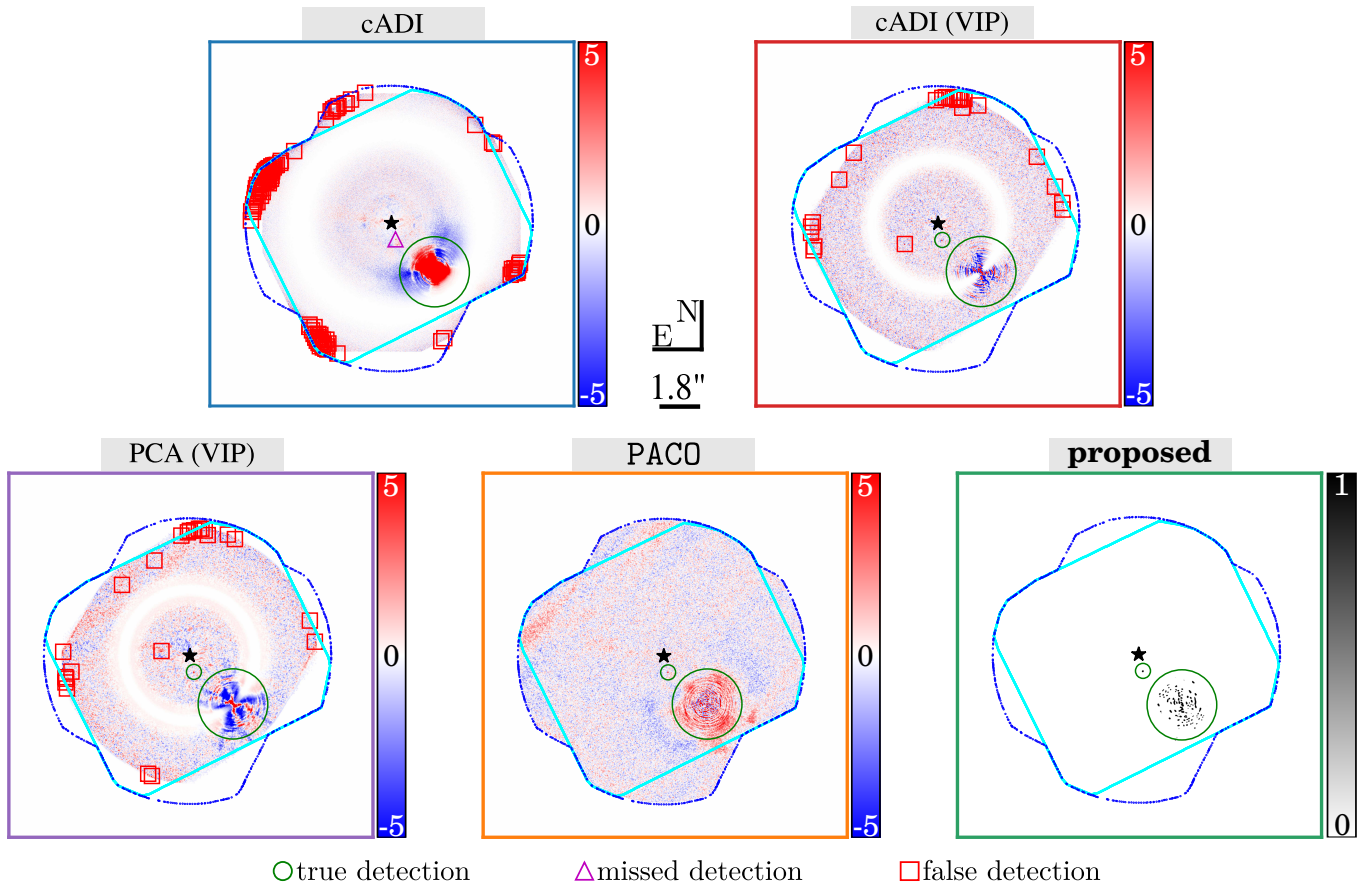 cADI
cADI (VIP)
5
0
-5
5
0
-5
N
E
1.8"
PCA (VIP)
PACO
proposed
5
0
-5
5
0
-5
1
0
true detection
missed detection
false detection